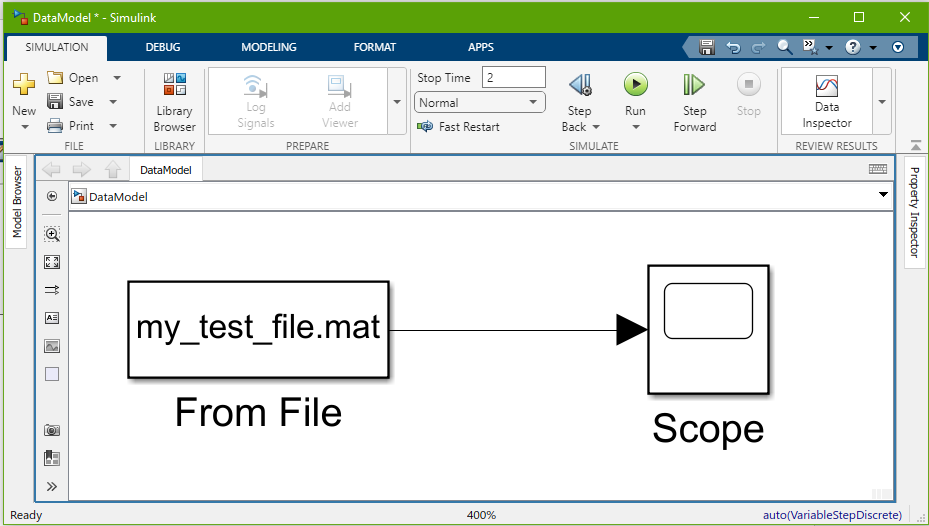 DataModel * - Simulink
SIMULATION DEBUG MODELING FORMAT APPS
New
Open
Save
Print
FILE
Library
Browser
LIBRARY
Log
Signals
Add
Viewer
PREPARE
Stop Time 2
Normal
Fast Restart
Step
Back
Run
Step
Forward
Stop
SIMULATE
Data
Inspector
REVIEW RESULTS
Model Browser
DataModel
DataModel
Property Inspector
my_test_file.mat
From File
Scope
Ready 400% auto(VariableStepDiscrete)